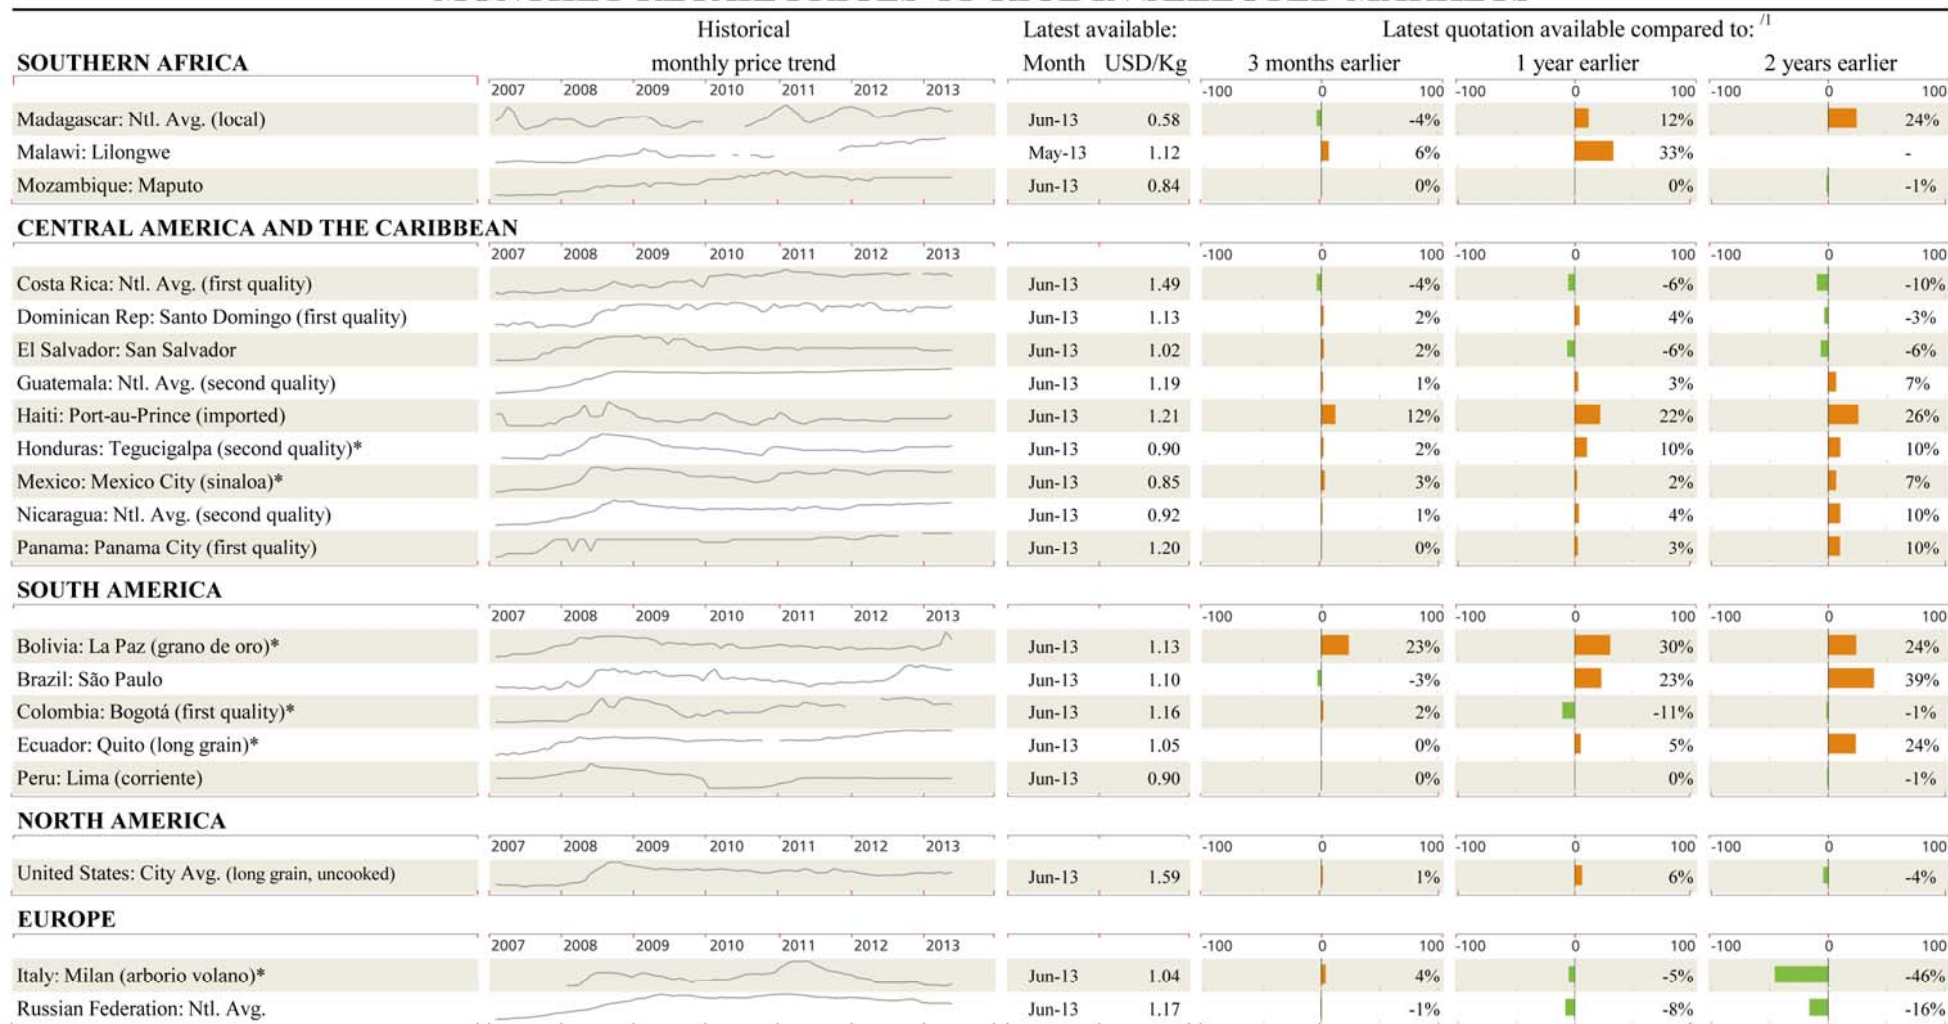 Historical Latest available: Latest quotation available compared to: /1
SOUTHERN AFRICA monthly price trend Month USD/Kg 3 months earlier 1 year earlier 2 years earlier
2007 2008 2009 2010 2011 2012 2013 -100 0 100 -100 0 100 -100 0 100
Madagascar: Ntl. Avg. (local) Jun-13 0.58 -4% 12% 24%
Malawi: Lilongwe May-13 1.12 6% 33% -
Mozambique: Maputo Jun-13 0.84 0% 0% -1%
CENTRAL AMERICA AND THE CARIBBEAN
2007 2008 2009 2010 2011 2012 2013 -100 0 100 -100 0 100 -100 0 100
Costa Rica: Ntl. Avg. (first quality) Jun-13 1.49 -4% -6% -10%
Dominican Rep: Santo Domingo (first quality) Jun-13 1.13 2% 4% -3%
El Salvador: San Salvador Jun-13 1.02 2% -6% -6%
Guatemala: Ntl. Avg. (second quality) Jun-13 1.19 1% 3% 7%
Haiti: Port-au-Prince (imported) Jun-13 1.21 12% 22% 26%
Honduras: Tegucigalpa (second quality)* Jun-13 0.90 2% 10% 10%
Mexico: Mexico City (sinaloa)* Jun-13 0.85 3% 2% 7%
Nicaragua: Ntl. Avg. (second quality) Jun-13 0.92 1% 4% 10%
Panama: Panama City (first quality) Jun-13 1.20 0% 3% 10%
SOUTH AMERICA
2007 2008 2009 2010 2011 2012 2013 -100 0 100 -100 0 100 -100 0 100
Bolivia: La Paz (grano de oro)* Jun-13 1.13 23% 30% 24%
Brazil: São Paulo Jun-13 1.10 -3% 23% 39%
Colombia: Bogotá (first quality)* Jun-13 1.16 2% -11% -1%
Ecuador: Quito (long grain)* Jun-13 1.05 0% 5% 24%
Peru: Lima (corriente) Jun-13 0.90 0% 0% -1%
NORTH AMERICA
2007 2008 2009 2010 2011 2012 2013 -100 0 100 -100 0 100 -100 0 100
United States: City Avg. (long grain, uncooked) Jun-13 1.59 1% 6% -4%
EUROPE
2007 2008 2009 2010 2011 2012 2013 -100 0 100 -100 0 100 -100 0 100
Italy: Milan (arborio volano)* Jun-13 1.04 4% -5% -46%
Russian Federation: Ntl. Avg. Jun-13 1.17 -1% -8% -16%